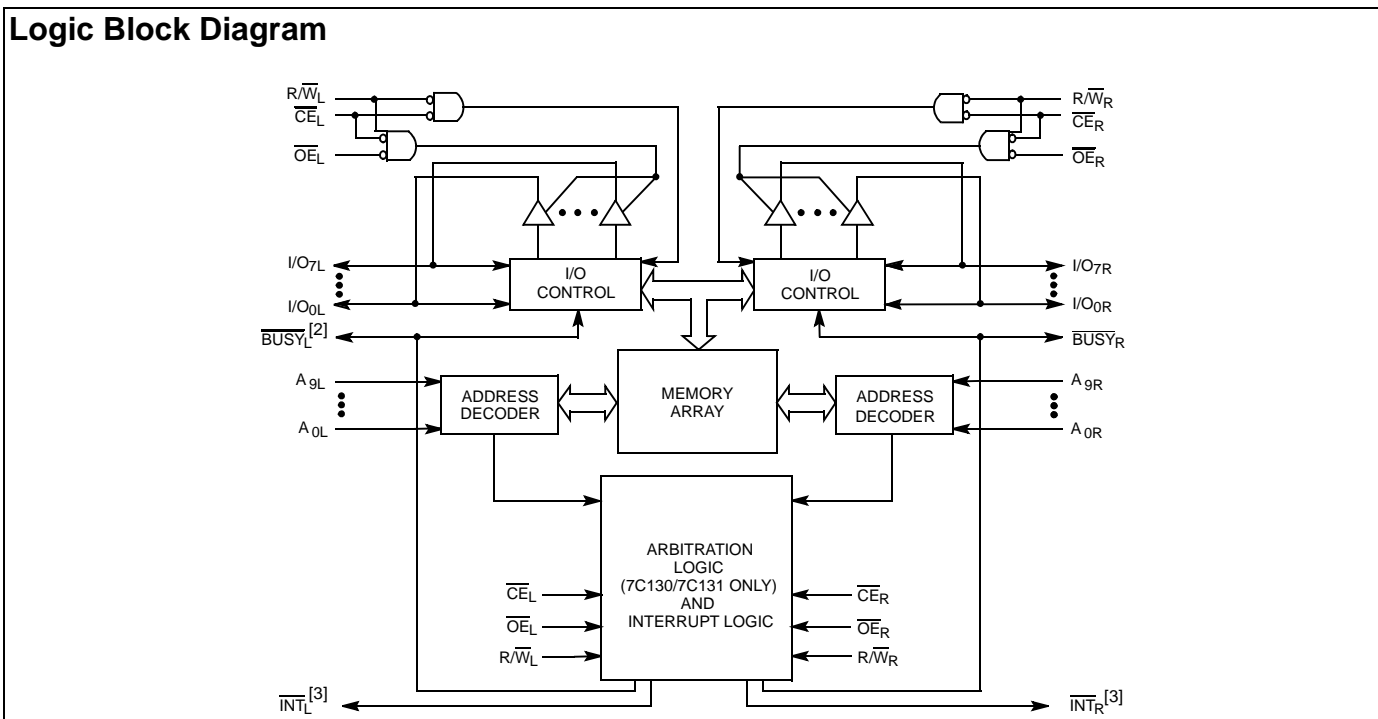 Logic Block Diagram
R/W̅L
C̅E̅L
O̅E̅L
R/W̅R
C̅E̅R
O̅E̅R
I/O7L
I/O0L
B̅U̅S̅Y̅L[2]
I/O
CONTROL
I/O
CONTROL
I/O7R
I/O0R
B̅U̅S̅Y̅R
A9L
A0L
ADDRESS
DECODER
MEMORY
ARRAY
ADDRESS
DECODER
A9R
A0R
ARBITRATION
LOGIC
(7C130/7C131 ONLY)
AND
INTERRUPT LOGIC
C̅E̅L
O̅E̅L
R/W̅L
C̅E̅R
O̅E̅R
R/W̅R
I̅N̅T̅L[3]
I̅N̅T̅R[3]